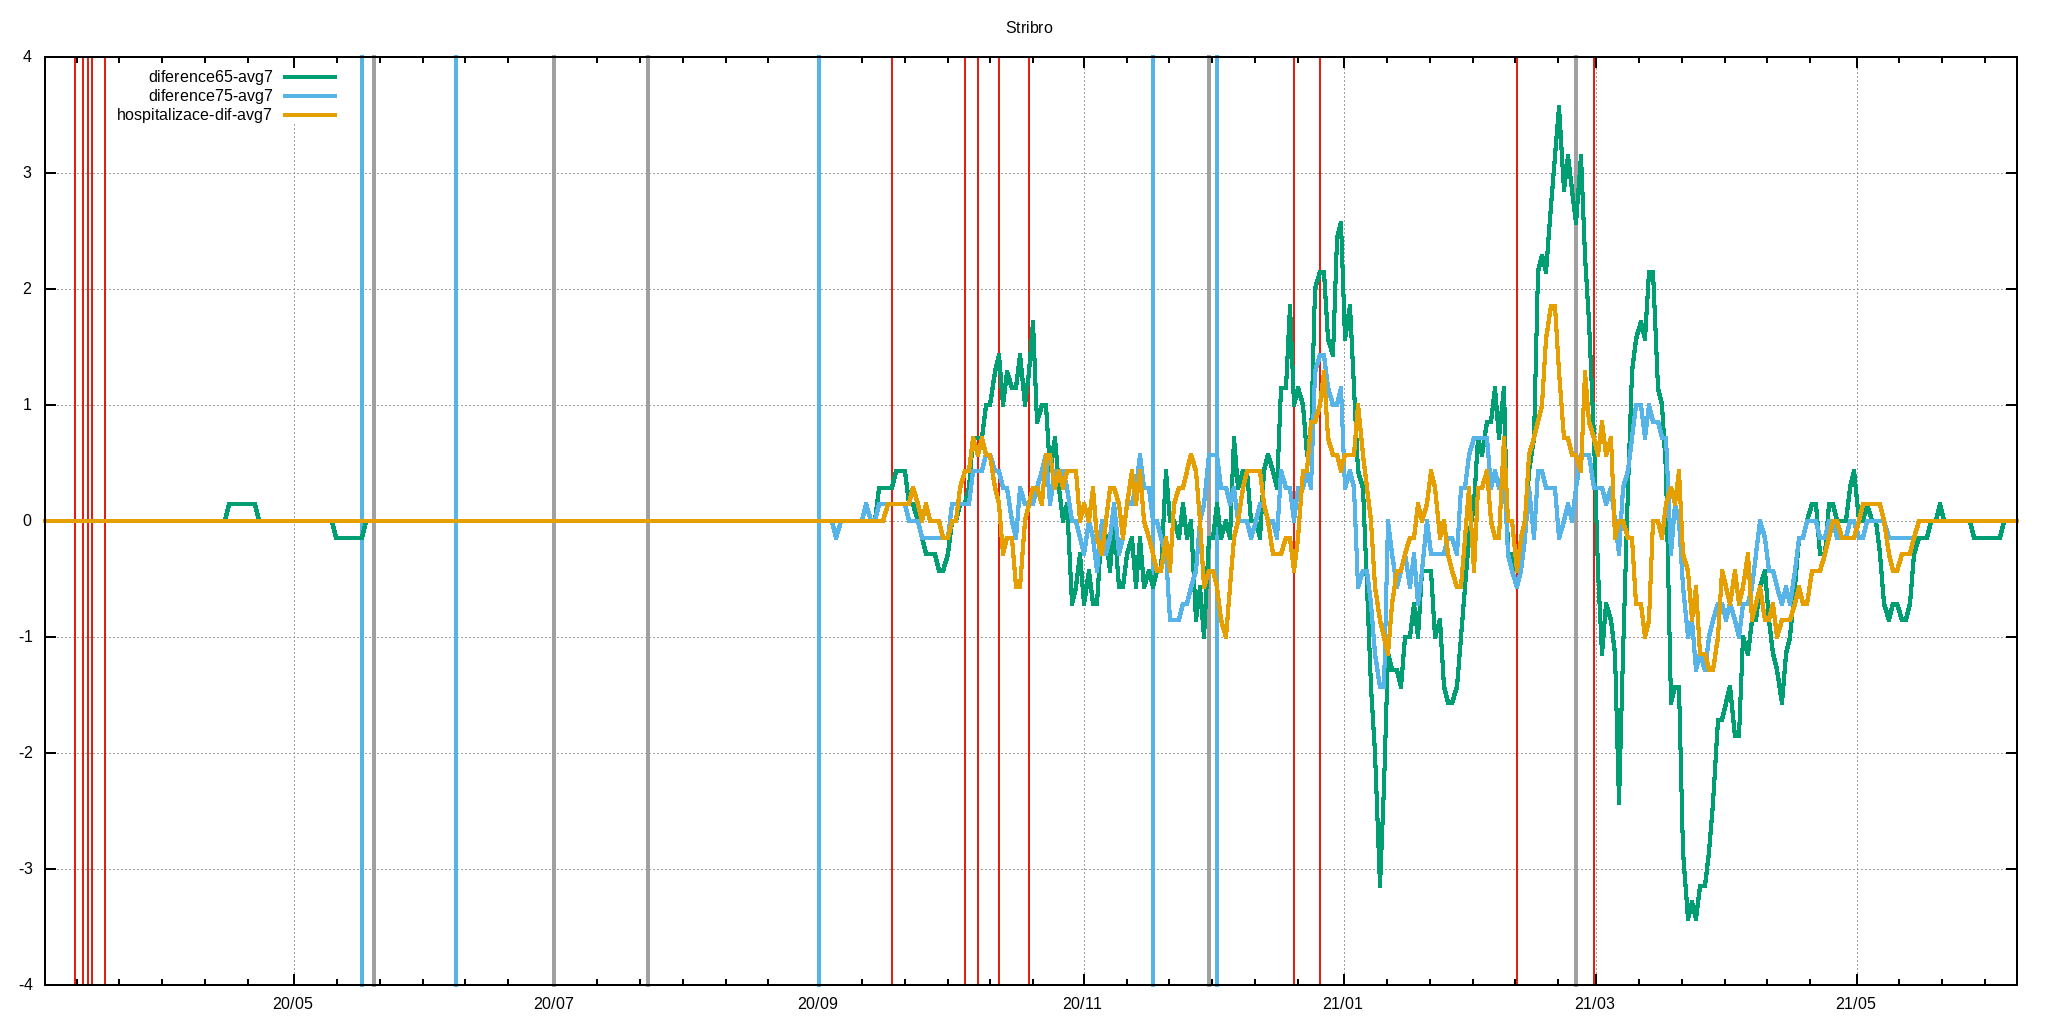 Stribro
diference65-avg7
diference75-avg7
hospitalizace-dif-avg7
4
3
2
1
0
-1
-2
-3
-4
20/05 20/07 20/09 20/11 21/01 21/03 21/05